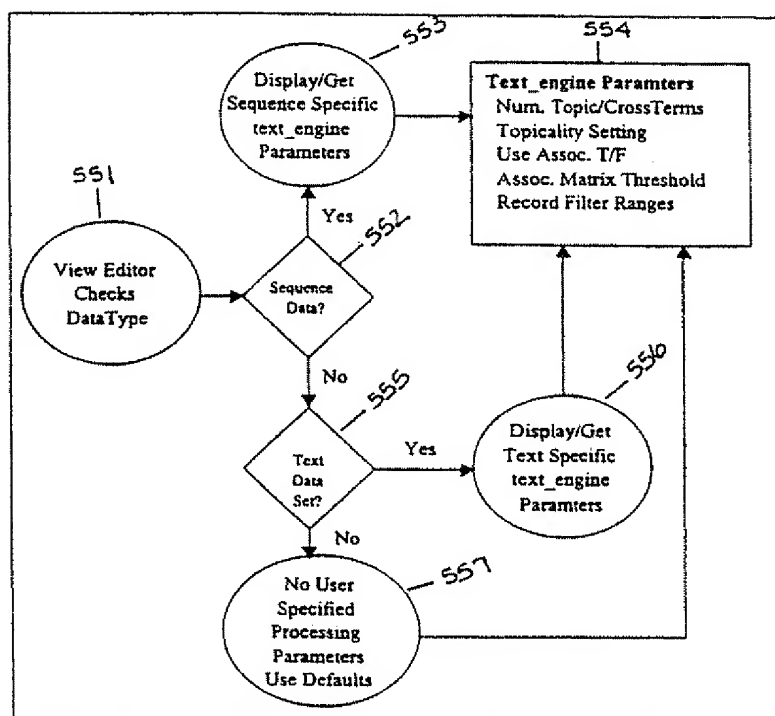 553
554
Display/Get
Sequence Specific
text_engine
Parameters
Text_engine Paramters
Num. Topic/CrossTerms
Topicality Setting
Use Assoc. T/F
Assoc. Matrix Threshold
Record Filter Ranges
551
Yes
552
View Editor
Checks
DataType
Sequence
Data?
No
555
556
Text
Data
Set?
Yes
Display/Get
Text Specific
text_engine
Paramters
No
557
No User
Specified
Processing
Parameters
Use Defaults